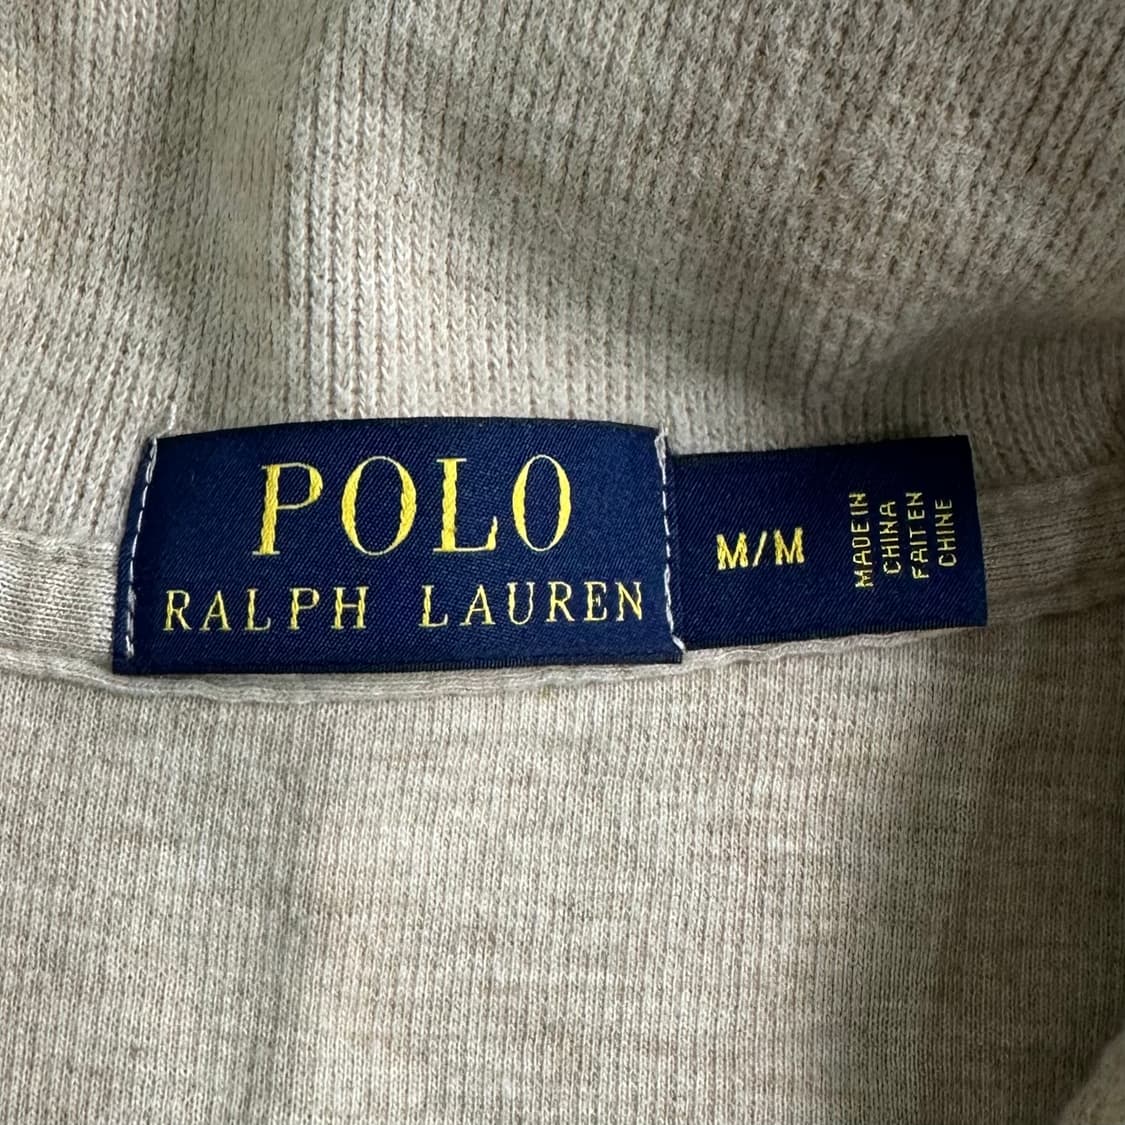 POLO
RALPH LAUREN
M/M
MADE IN
CHINA
FAIT EN
CHINE